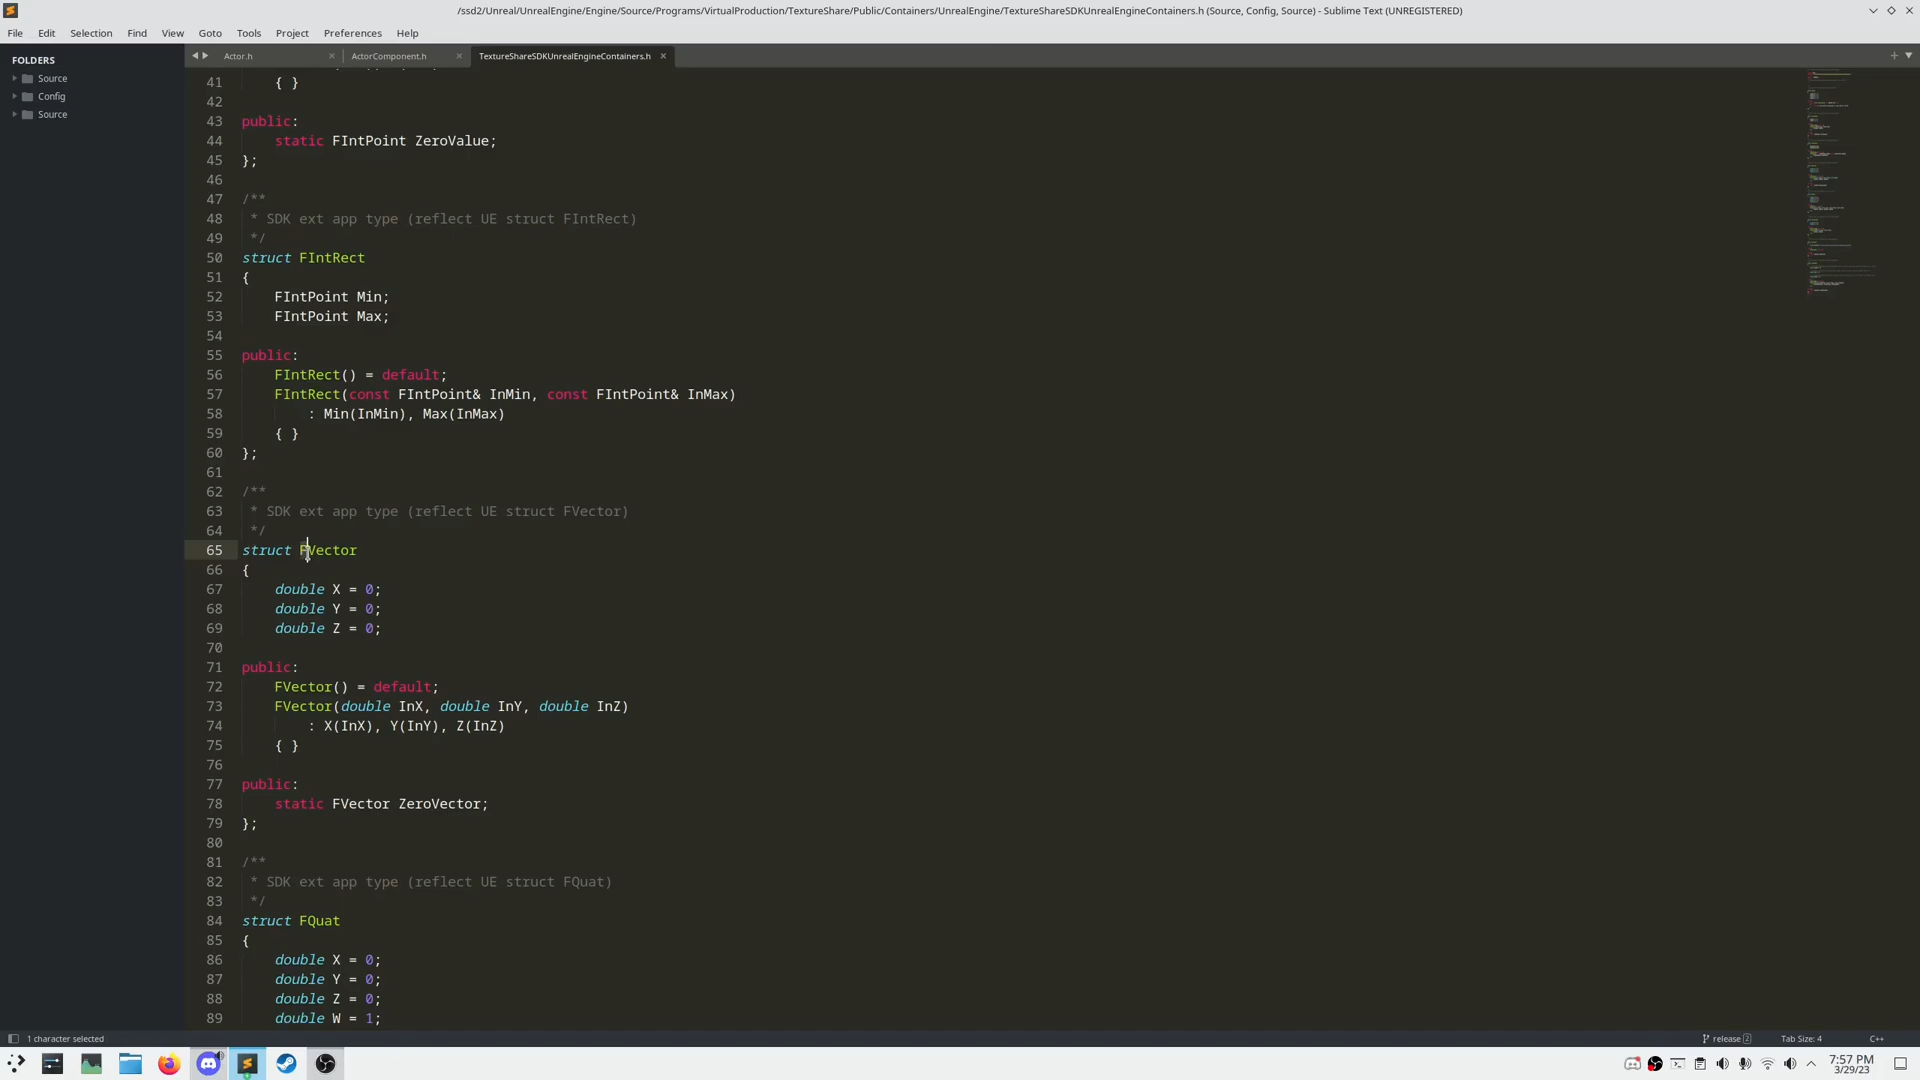 /ssd2/Unreal/UnrealEngine/Engine/Source/Programs/VirtualProduction/TextureShare/Public/Containers/UnrealEngine/TextureShareSDKUnrealEngineContainers.h (Source, Config, Source) - Sublime Text (UNREGISTERED)
File Edit Selection Find View Goto Tools Project Preferences Help
FOLDERS
Source
Config
Source
Actor.h ActorComponent.h TextureShareSDKUnrealEngineContainers.h
41 { }
42
43 public:
44 static FIntPoint ZeroValue;
45 };
46
47 /**
48 * SDK ext app type (reflect UE struct FIntRect)
49 */
50 struct FIntRect
51 {
52 FIntPoint Min;
53 FIntPoint Max;
54
55 public:
56 FIntRect() = default;
57 FIntRect(const FIntPoint& InMin, const FIntPoint& InMax)
58 : Min(InMin), Max(InMax)
59 { }
60 };
61
62 /**
63 * SDK ext app type (reflect UE struct FVector)
64 */
65 struct FVector
66 {
67 double X = 0;
68 double Y = 0;
69 double Z = 0;
70
71 public:
72 FVector() = default;
73 FVector(double InX, double InY, double InZ)
74 : X(InX), Y(InY), Z(InZ)
75 { }
76
77 public:
78 static FVector ZeroVector;
79 };
80
81 /**
82 * SDK ext app type (reflect UE struct FQuat)
83 */
84 struct FQuat
85 {
86 double X = 0;
87 double Y = 0;
88 double Z = 0;
89 double W = 1;
1 character selected
release 2 Tab Size: 4 C++
7:57 PM
3/29/23